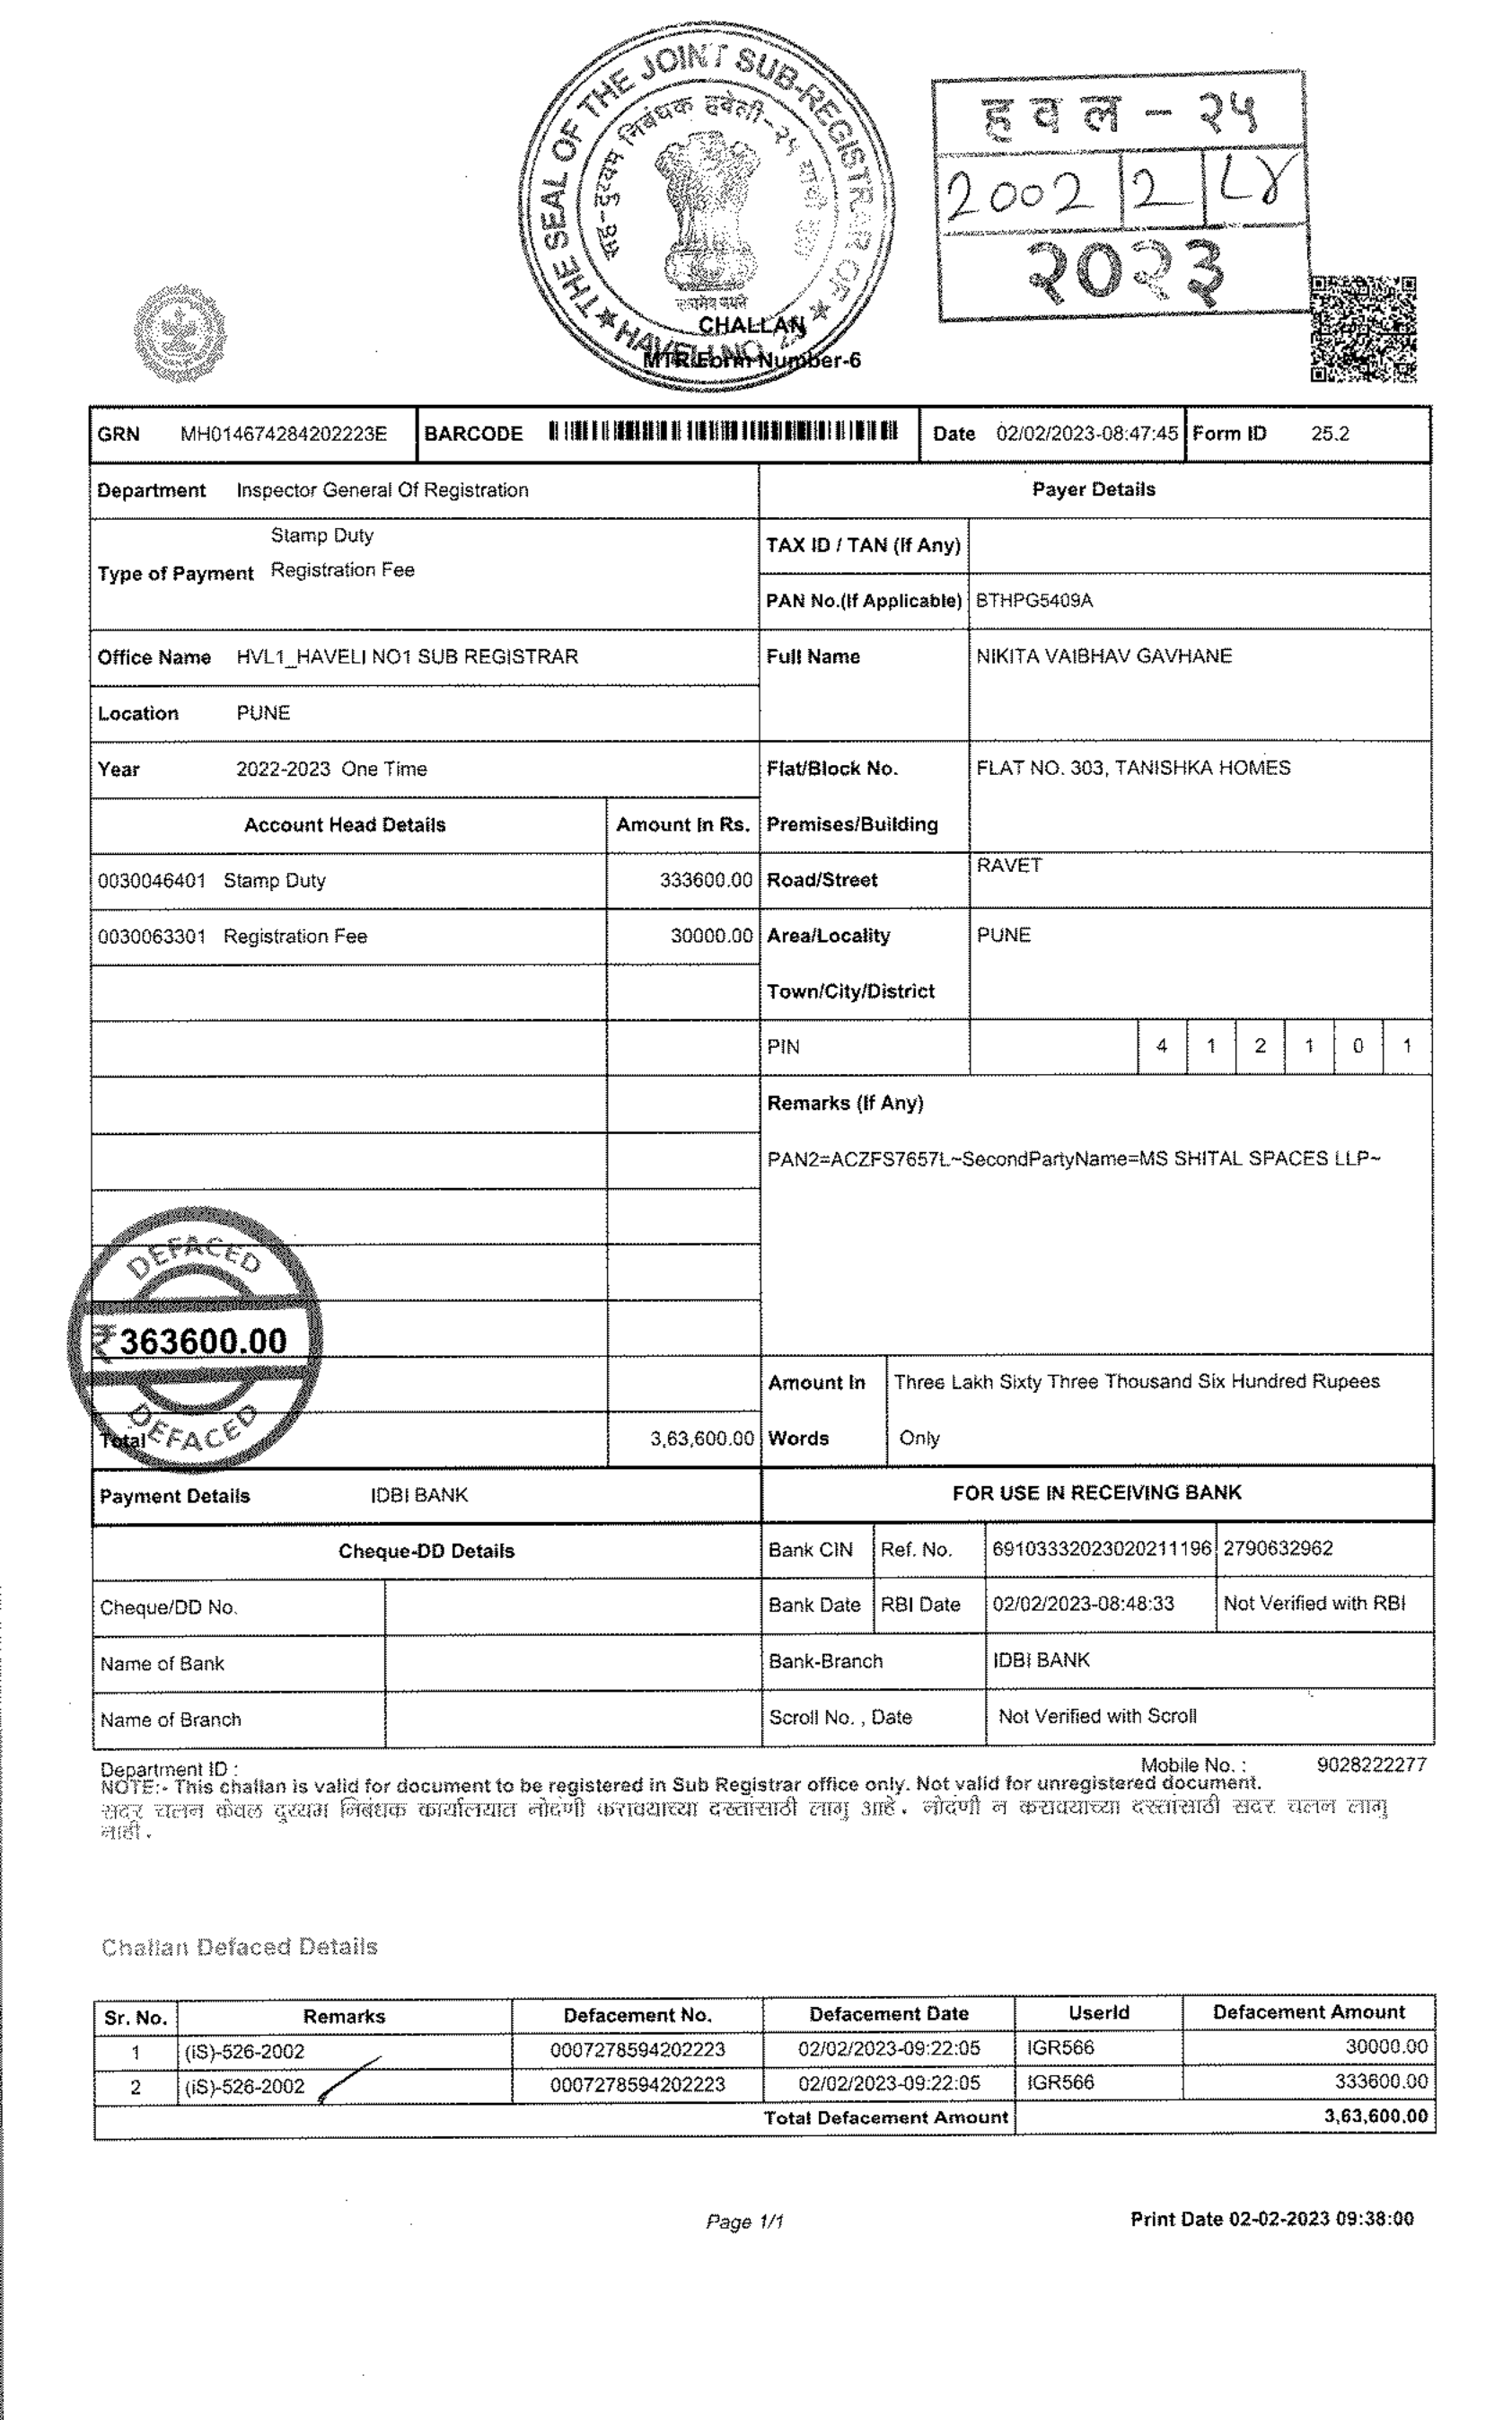 THE SEAL OF THE JOINT SUB-REGISTRAR OF
HAVELI NO. 25
सह-दुय्यम निबंधक हवेली-२५ यांची मुद्रा
सत्यमेव जयते
हवल - २५
2002 2 ८४
२०२३
CHALLAN
MTR Form Number-6
GRN MH014674284202223E BARCODE Date 02/02/2023-08:47:45 Form ID 25.2
Department Inspector General Of Registration Payer Details
Stamp Duty
Type of Payment Registration Fee
TAX ID / TAN (If Any)
PAN No.(If Applicable) BTHPG5409A
Office Name HVL1_HAVELI NO1 SUB REGISTRAR Full Name NIKITA VAIBHAV GAVHANE
Location PUNE
Year 2022-2023 One Time Flat/Block No. FLAT NO. 303, TANISHKA HOMES
Account Head Details Amount In Rs. Premises/Building
0030046401 Stamp Duty 333600.00 Road/Street RAVET
0030063301 Registration Fee 30000.00 Area/Locality PUNE
Town/City/District
PIN 4 1 2 1 0 1
Remarks (If Any)
PAN2=ACZFS7657L~SecondPartyName=MS SHITAL SPACES LLP~
DEFACED
₹363600.00
DEFACED
Amount In Three Lakh Sixty Three Thousand Six Hundred Rupees
Total 3,63,600.00 Words Only
Payment Details IDBI BANK FOR USE IN RECEIVING BANK
Cheque-DD Details Bank CIN Ref. No. 69103332023020211196 2790632962
Cheque/DD No. Bank Date RBI Date 02/02/2023-08:48:33 Not Verified with RBI
Name of Bank Bank-Branch IDBI BANK
Name of Branch Scroll No. , Date Not Verified with Scroll
Department ID : Mobile No. : 9028222277
NOTE:- This challan is valid for document to be registered in Sub Registrar office only. Not valid for unregistered document.
सदर चलन केवळ दुय्यम निबंधक कार्यालयात नोदंणी करावयाच्या दस्तांसाठी लागु आहे . नोदंणी न करावयाच्या दस्तांसाठी सदर चलन लागु
नाही .
Challan Defaced Details
Sr. No. Remarks Defacement No. Defacement Date UserId Defacement Amount
1 (iS)-526-2002 0007278594202223 02/02/2023-09:22:05 IGR566 30000.00
2 (iS)-526-2002 0007278594202223 02/02/2023-09:22:05 IGR566 333600.00
Total Defacement Amount 3,63,600.00
Page 1/1 Print Date 02-02-2023 09:38:00